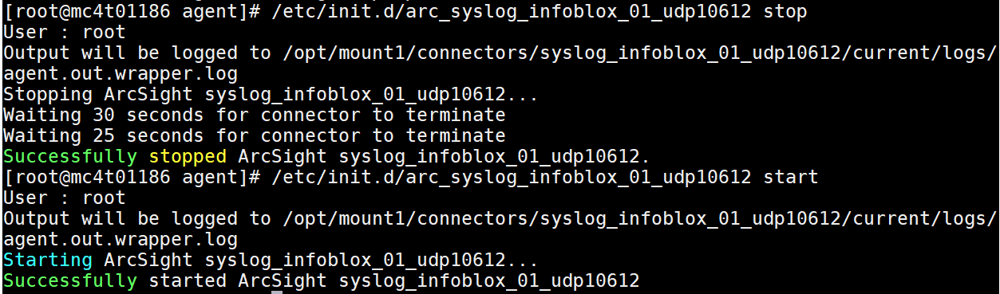 [root@mc4t01186 agent]# /etc/init.d/arc_syslog_infoblox_01_udp10612 stop
User : root
Output will be logged to /opt/mount1/connectors/syslog_infoblox_01_udp10612/current/logs/
agent.out.wrapper.log
Stopping ArcSight syslog_infoblox_01_udp10612...
Waiting 30 seconds for connector to terminate
Waiting 25 seconds for connector to terminate
Successfully stopped ArcSight syslog_infoblox_01_udp10612.
[root@mc4t01186 agent]# /etc/init.d/arc_syslog_infoblox_01_udp10612 start
User : root
Output will be logged to /opt/mount1/connectors/syslog_infoblox_01_udp10612/current/logs/
agent.out.wrapper.log
Starting ArcSight syslog_infoblox_01_udp10612...
Successfully started ArcSight syslog_infoblox_01_udp10612